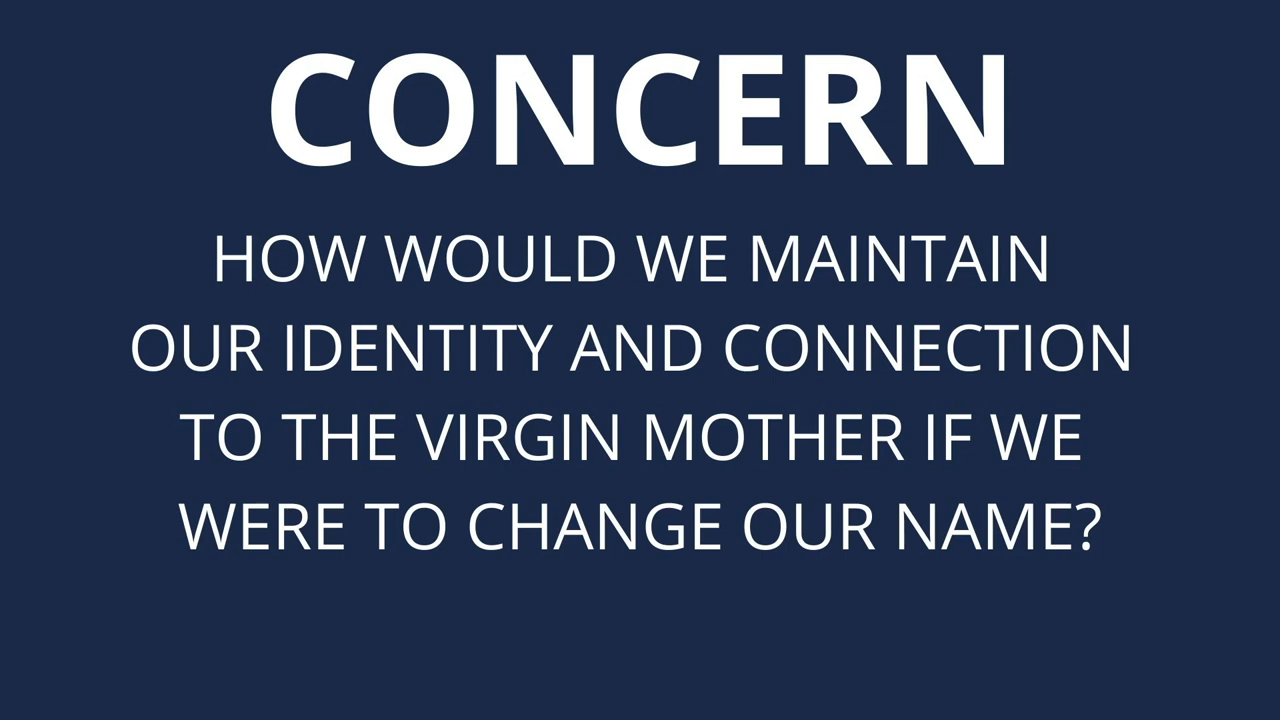 CONCERN
HOW WOULD WE MAINTAIN
OUR IDENTITY AND CONNECTION
TO THE VIRGIN MOTHER IF WE
WERE TO CHANGE OUR NAME?